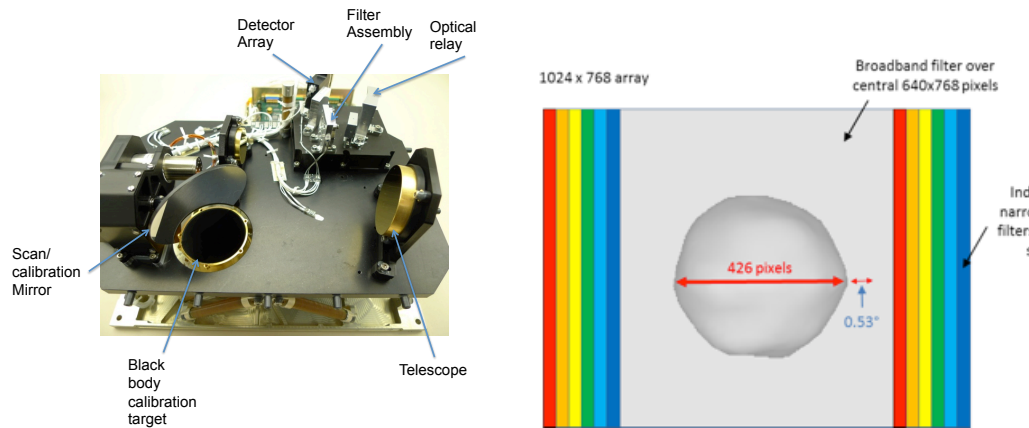 Detector
Array
Filter
Assembly
Optical
relay
Scan/
calibration
Mirror
Black
body
calibration
target
Telescope
1024 x 768 array
Broadband filter over
central 640x768 pixels
426 pixels
0.53°
filters